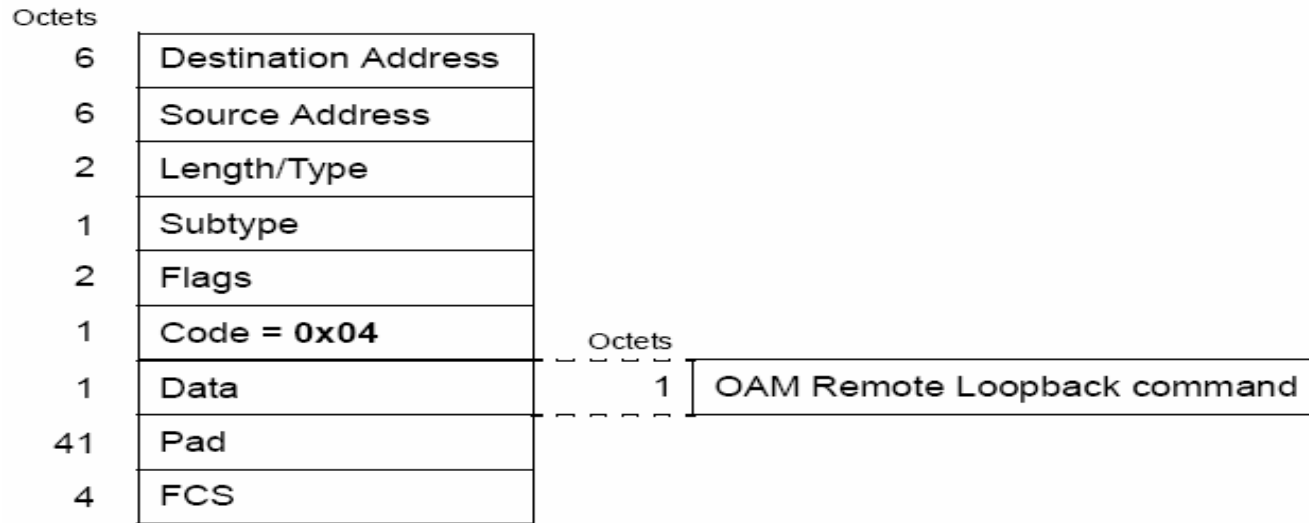 Octets
6 Destination Address
6 Source Address
2 Length/Type
1 Subtype
2 Flags
1 Code = 0x04
Octets
1 Data 1 OAM Remote Loopback command
41 Pad
4 FCS